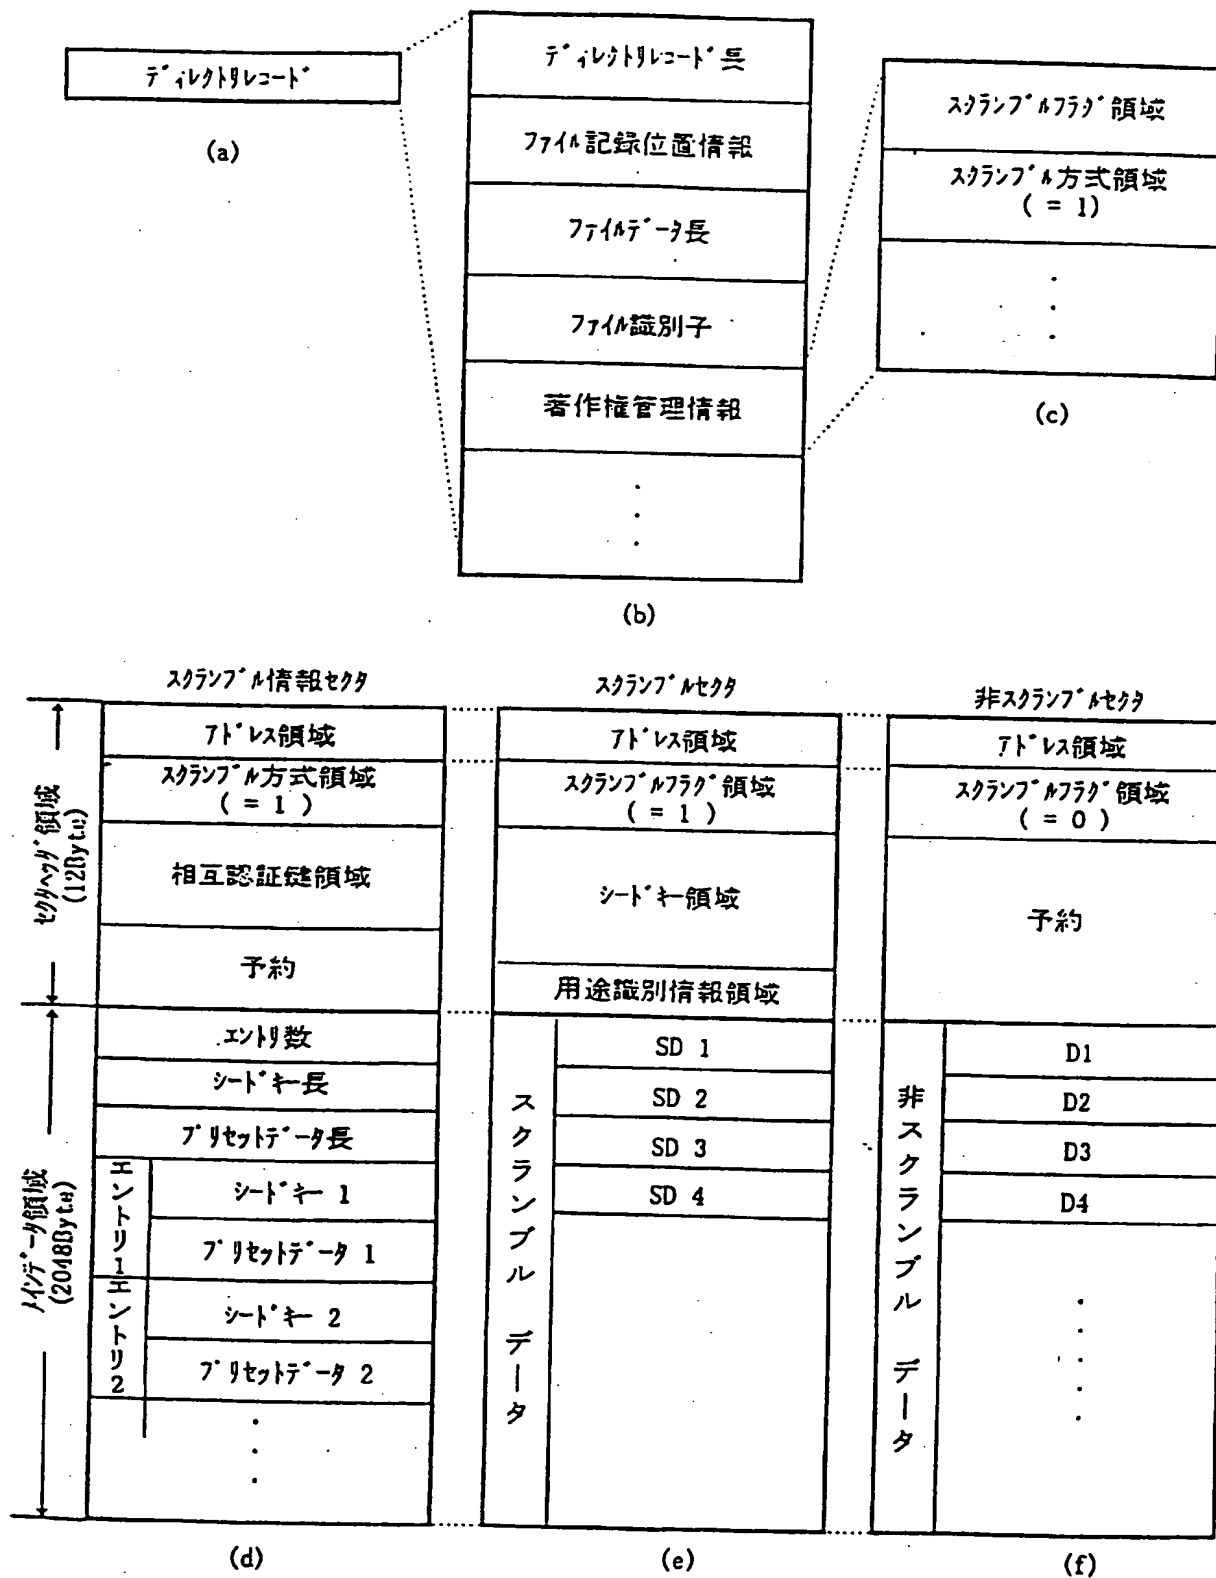 ディレクトリレコード
(a)
ディレクトリレコード長
ファイル記録位置情報
ファイルデータ長
ファイル識別子
著作権管理情報
(b)
スクランブルフラグ領域
スクランブル方式領域
( = 1)
(c)
スクランブル情報セクタ
セクタヘッダ領域
(12Byte)
アドレス領域
スクランブル方式領域
( = 1 )
相互認証鍵領域
予約
メインデータ領域
(2048Byte)
エントリ数
シードキー長
プリセットデータ長
エントリ1
シードキー 1
プリセットデータ 1
エントリ2
シードキー 2
プリセットデータ 2
(d)
スクランブルセクタ
アドレス領域
スクランブルフラグ領域
( = 1 )
シードキー領域
用途識別情報領域
スクランブル データ
SD 1
SD 2
SD 3
SD 4
(e)
非スクランブルセクタ
アドレス領域
スクランブルフラグ領域
( = 0 )
予約
非スクランブル データ
D1
D2
D3
D4
(f)